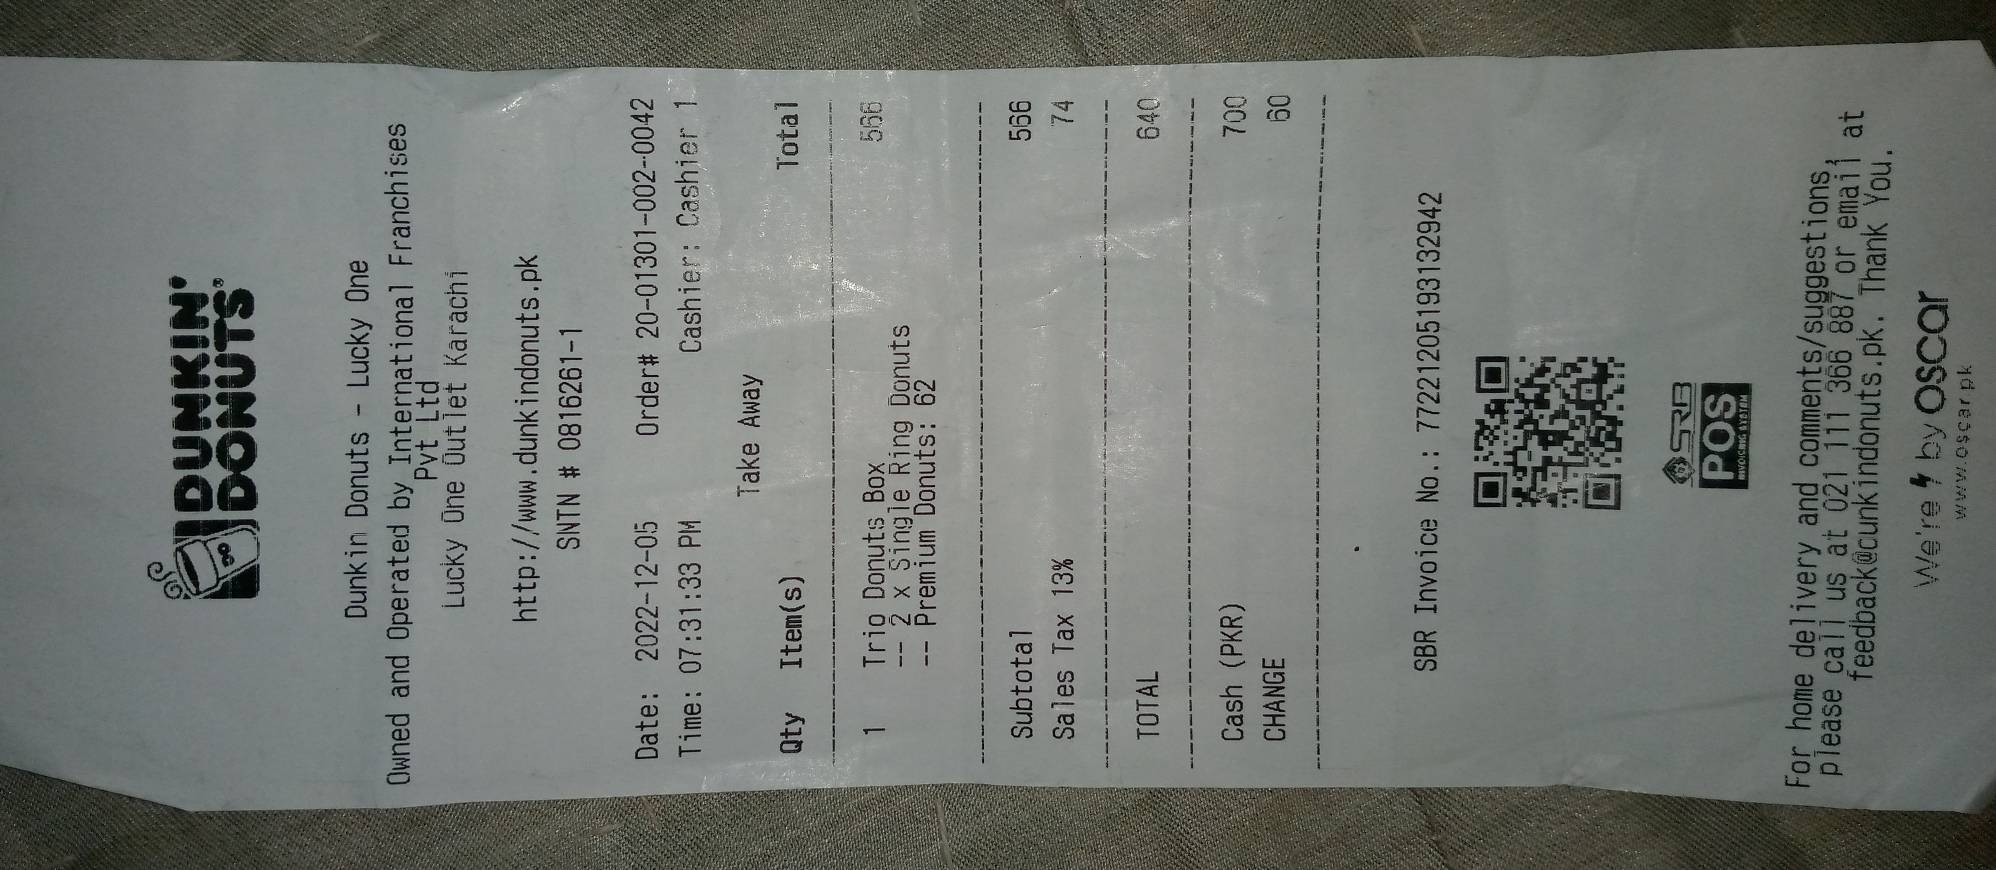 DUNKIN'
DONUTS®
Dunkin Donuts - Lucky One
Owned and Operated by International Franchises
Pvt Ltd
Lucky One Outlet Karachi
http://www.dunkindonuts.pk
SNTN # 0816261-1
Date: 2022-12-05 Order# 20-01301-002-0042
Time: 07:31:33 PM Cashier: Cashier 1
Take Away
Qty Item(s) Total
1 Trio Donuts Box 566
-- 2 x Single Ring Donuts
-- Premium Donuts: 62
Subtotal 566
Sales Tax 13% 74
TOTAL 640
Cash (PKR) 700
CHANGE 60
SBR Invoice No.: 77221205193132942
SRB
POS
INVOICING SYSTEM
For home delivery and comments/suggestions,
please call us at 021 111 366 887 or email at
feedback@cunkindonuts.pk. Thank You.
We're by oscar
www.oscar.pk